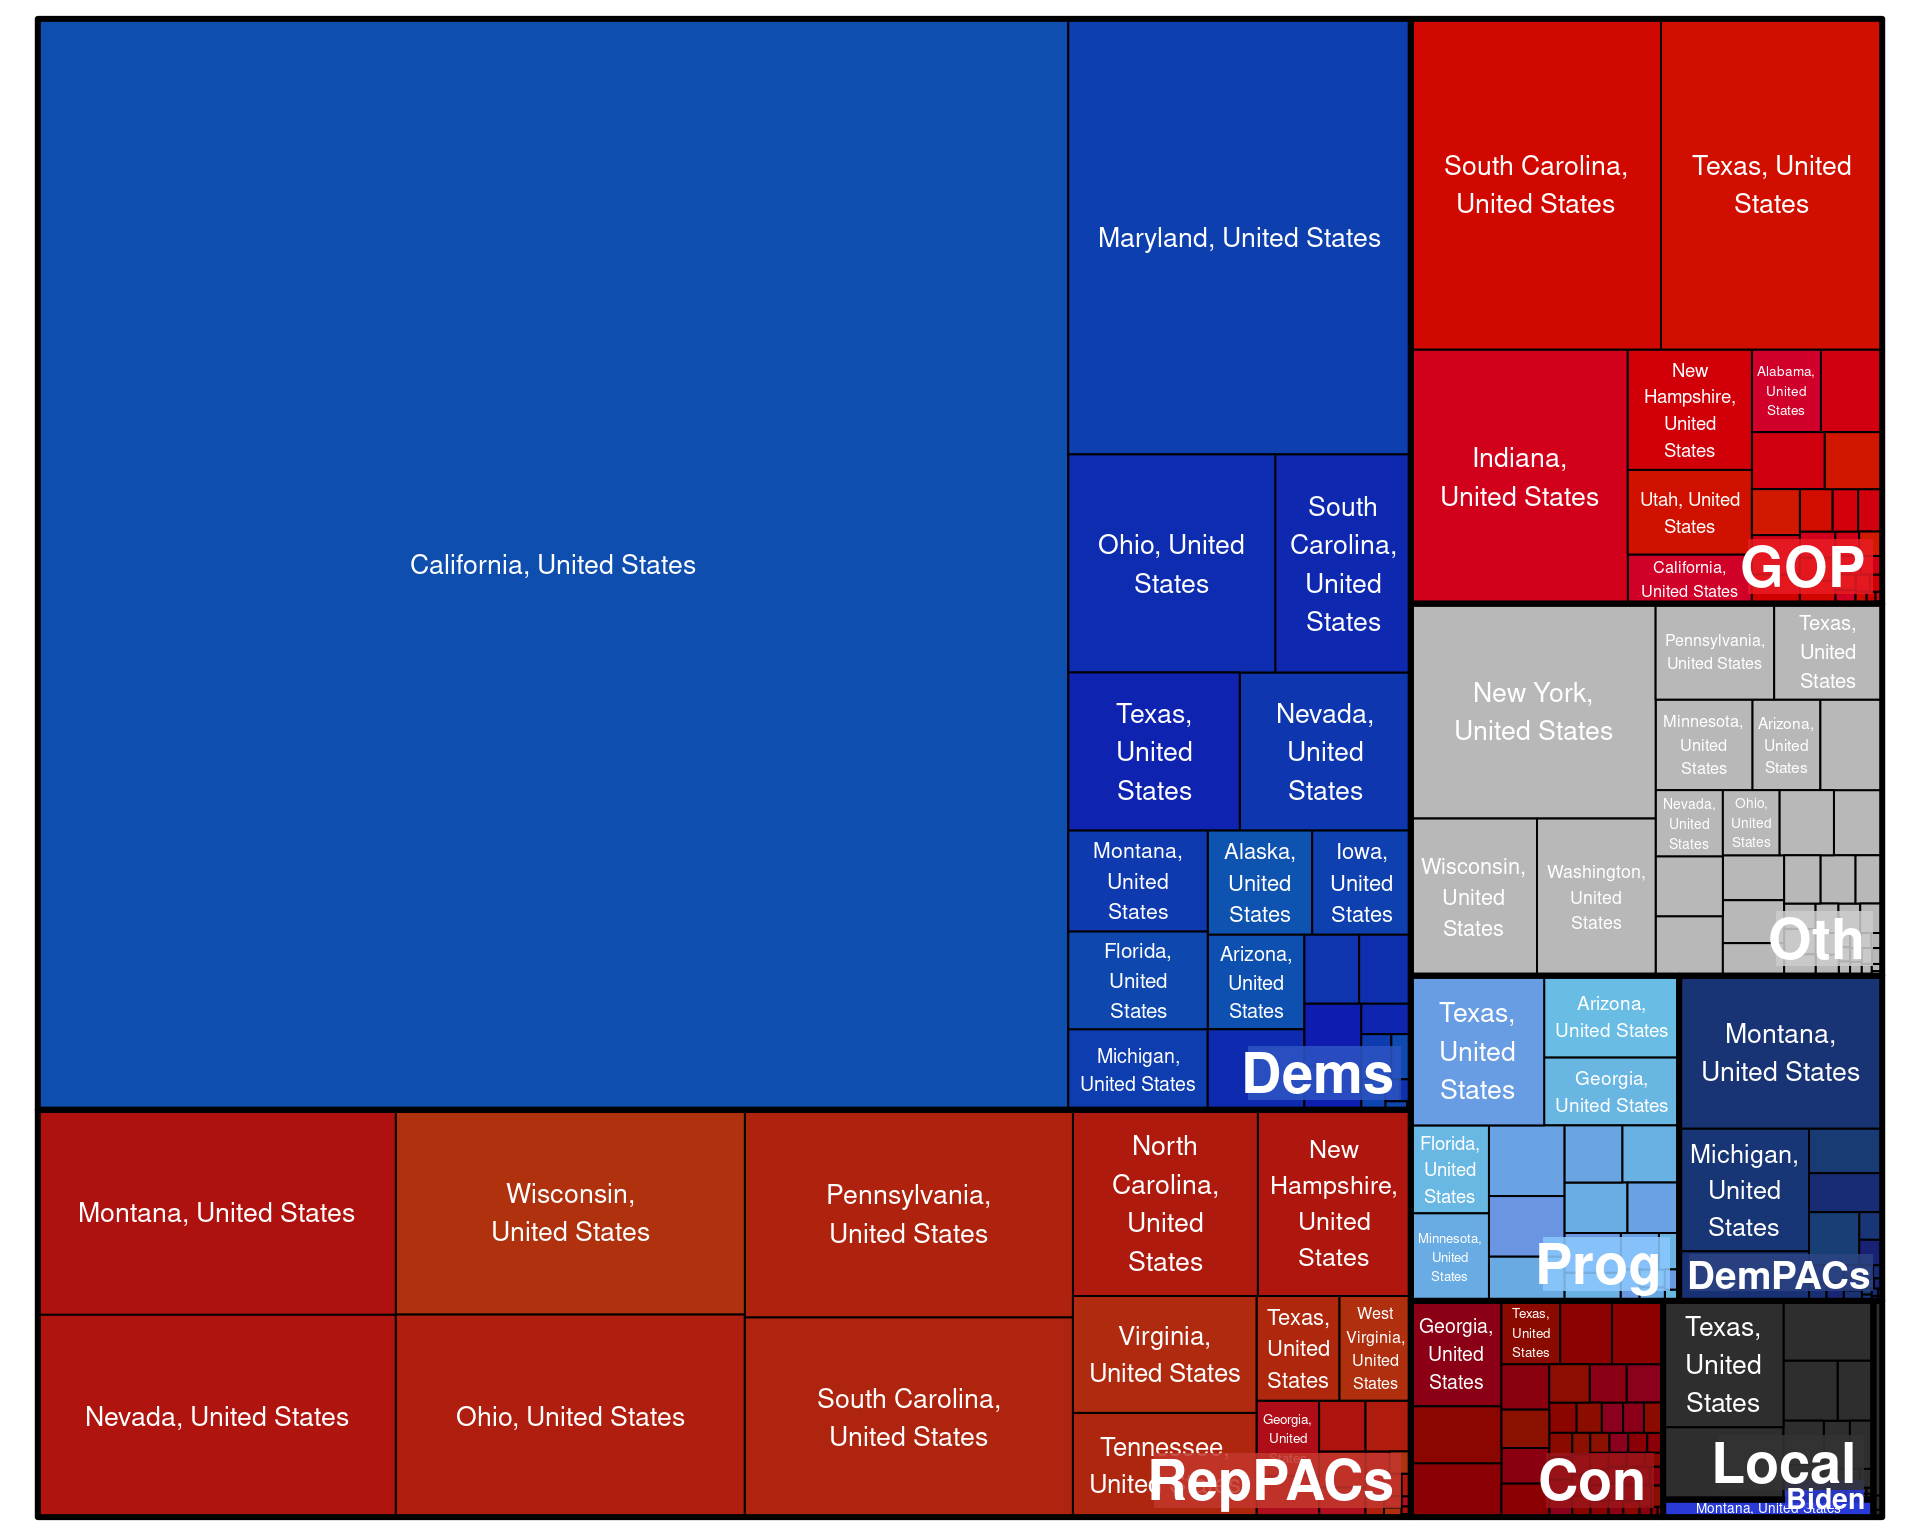 California, United States
Maryland, United States
Ohio, United
States
South
Carolina,
United
States
Texas,
United
States
Nevada,
United
States
Montana,
United
States
Alaska,
United
States
Iowa,
United
States
Florida,
United
States
Arizona,
United
States
Michigan,
United States
Dems
Montana, United States
Wisconsin,
United States
Pennsylvania,
United States
Nevada, United States
Ohio, United States
South Carolina,
United States
North
Carolina,
United
States
New
Hampshire,
United
States
Virginia,
United States
Texas,
United
States
West
Virginia,
United
States
Tennessee,
United
Georgia,
United
RepPACs
South Carolina,
United States
Texas, United
States
Indiana,
United States
New
Hampshire,
United
States
Alabama,
United
States
Utah, United
States
California,
United States
GOP
New York,
United States
Pennsylvania,
United States
Texas,
United
States
Minnesota,
United
States
Arizona,
United
States
Nevada,
United
States
Ohio,
United
States
Wisconsin,
United
States
Washington,
United
States
Oth
Texas,
United
States
Arizona,
United States
Georgia,
United States
Florida,
United
States
Minnesota,
United
States
Prog
Montana,
United States
Michigan,
United
States
DemPACs
Georgia,
United
States
Texas,
United
States
Con
Texas,
United
States
Local
Montana, United States
Biden